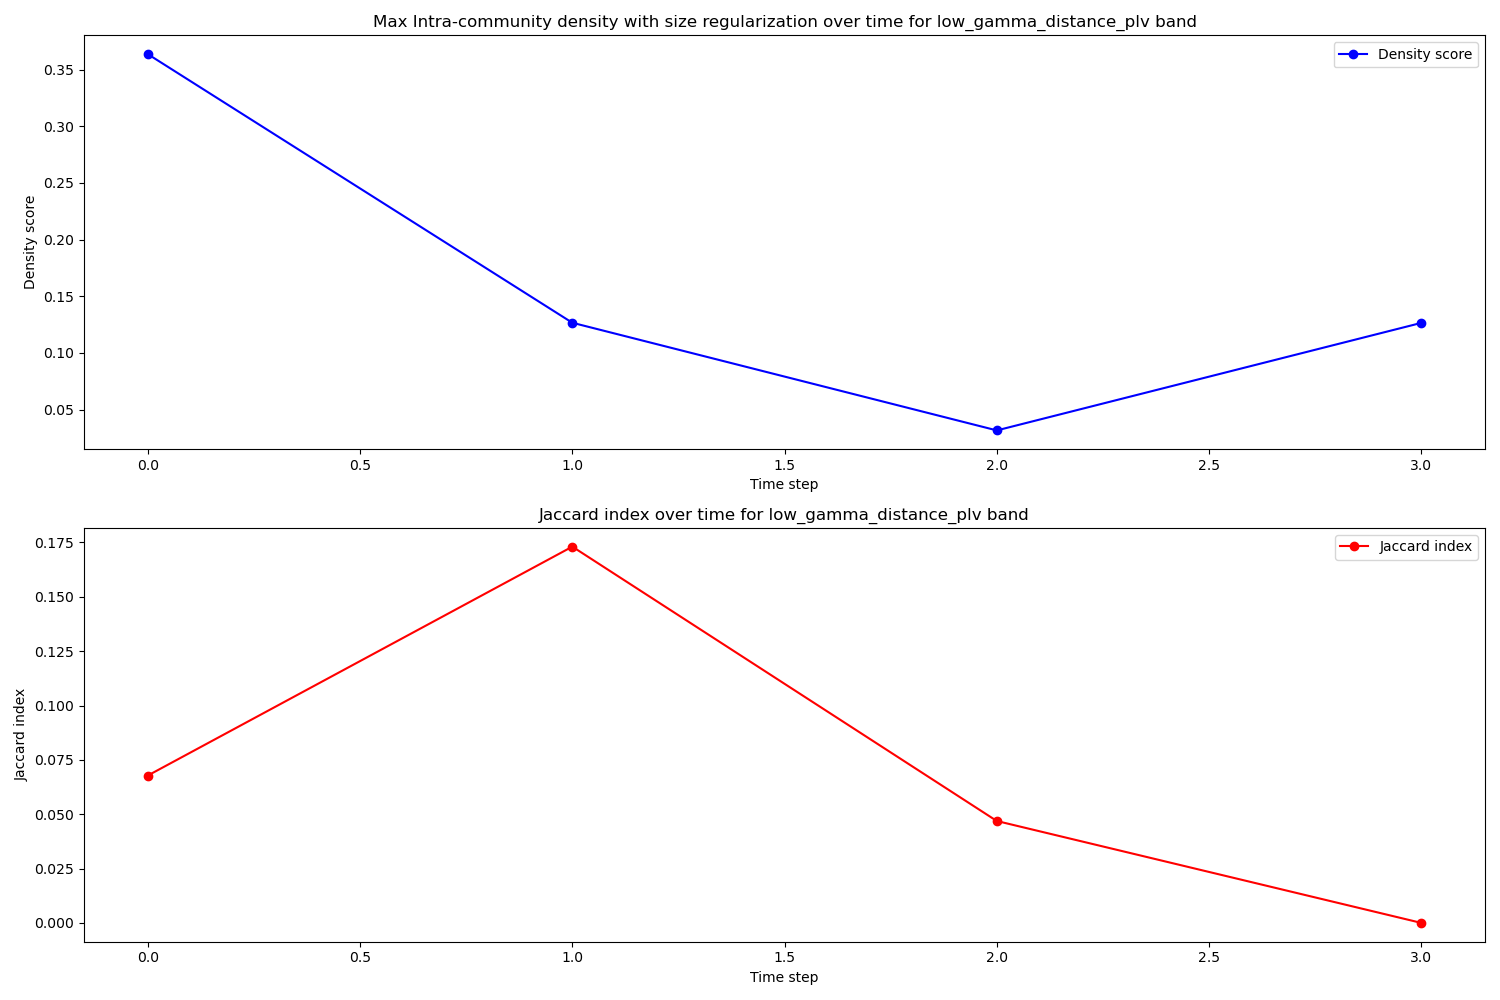 Max Intra-community density with size regularization over time for low_gamma_distance_plv band
Density score
0.35
0.30
0.25
0.20
0.15
0.10
0.05
Density score
0.0 0.5 1.0 1.5 2.0 2.5 3.0
Time step
Jaccard index over time for low_gamma_distance_plv band
Jaccard index
0.175
0.150
0.125
0.100
0.075
0.050
0.025
0.000
Jaccard index
0.0 0.5 1.0 1.5 2.0 2.5 3.0
Time step